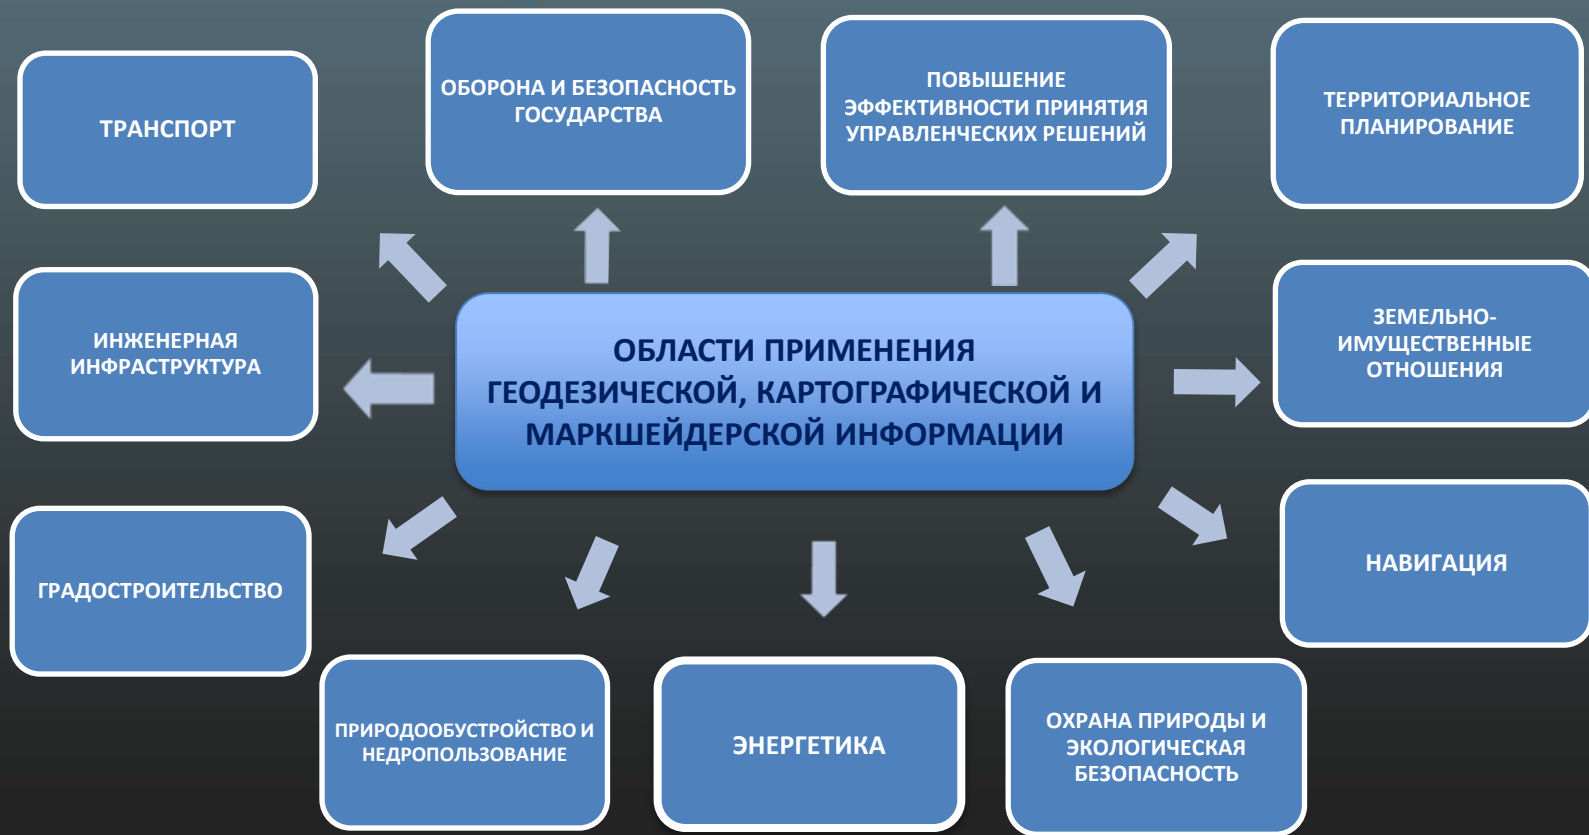 ТРАНСПОРТ
ОБОРОНА И БЕЗОПАСНОСТЬ
ГОСУДАРСТВА
ПОВЫШЕНИЕ
ЭФФЕКТИВНОСТИ ПРИНЯТИЯ
УПРАВЛЕНЧЕСКИХ РЕШЕНИЙ
ТЕРРИТОРИАЛЬНОЕ
ПЛАНИРОВАНИЕ
ИНЖЕНЕРНАЯ
ИНФРАСТРУКТУРА
ОБЛАСТИ ПРИМЕНЕНИЯ
ГЕОДЕЗИЧЕСКОЙ, КАРТОГРАФИЧЕСКОЙ И
МАРКШЕЙДЕРСКОЙ ИНФОРМАЦИИ
ЗЕМЕЛЬНО-
ИМУЩЕСТВЕННЫЕ
ОТНОШЕНИЯ
ГРАДОСТРОИТЕЛЬСТВО
НАВИГАЦИЯ
ПРИРОДООБУСТРОЙСТВО И
НЕДРОПОЛЬЗОВАНИЕ
ЭНЕРГЕТИКА
ОХРАНА ПРИРОДЫ И
ЭКОЛОГИЧЕСКАЯ
БЕЗОПАСНОСТЬ